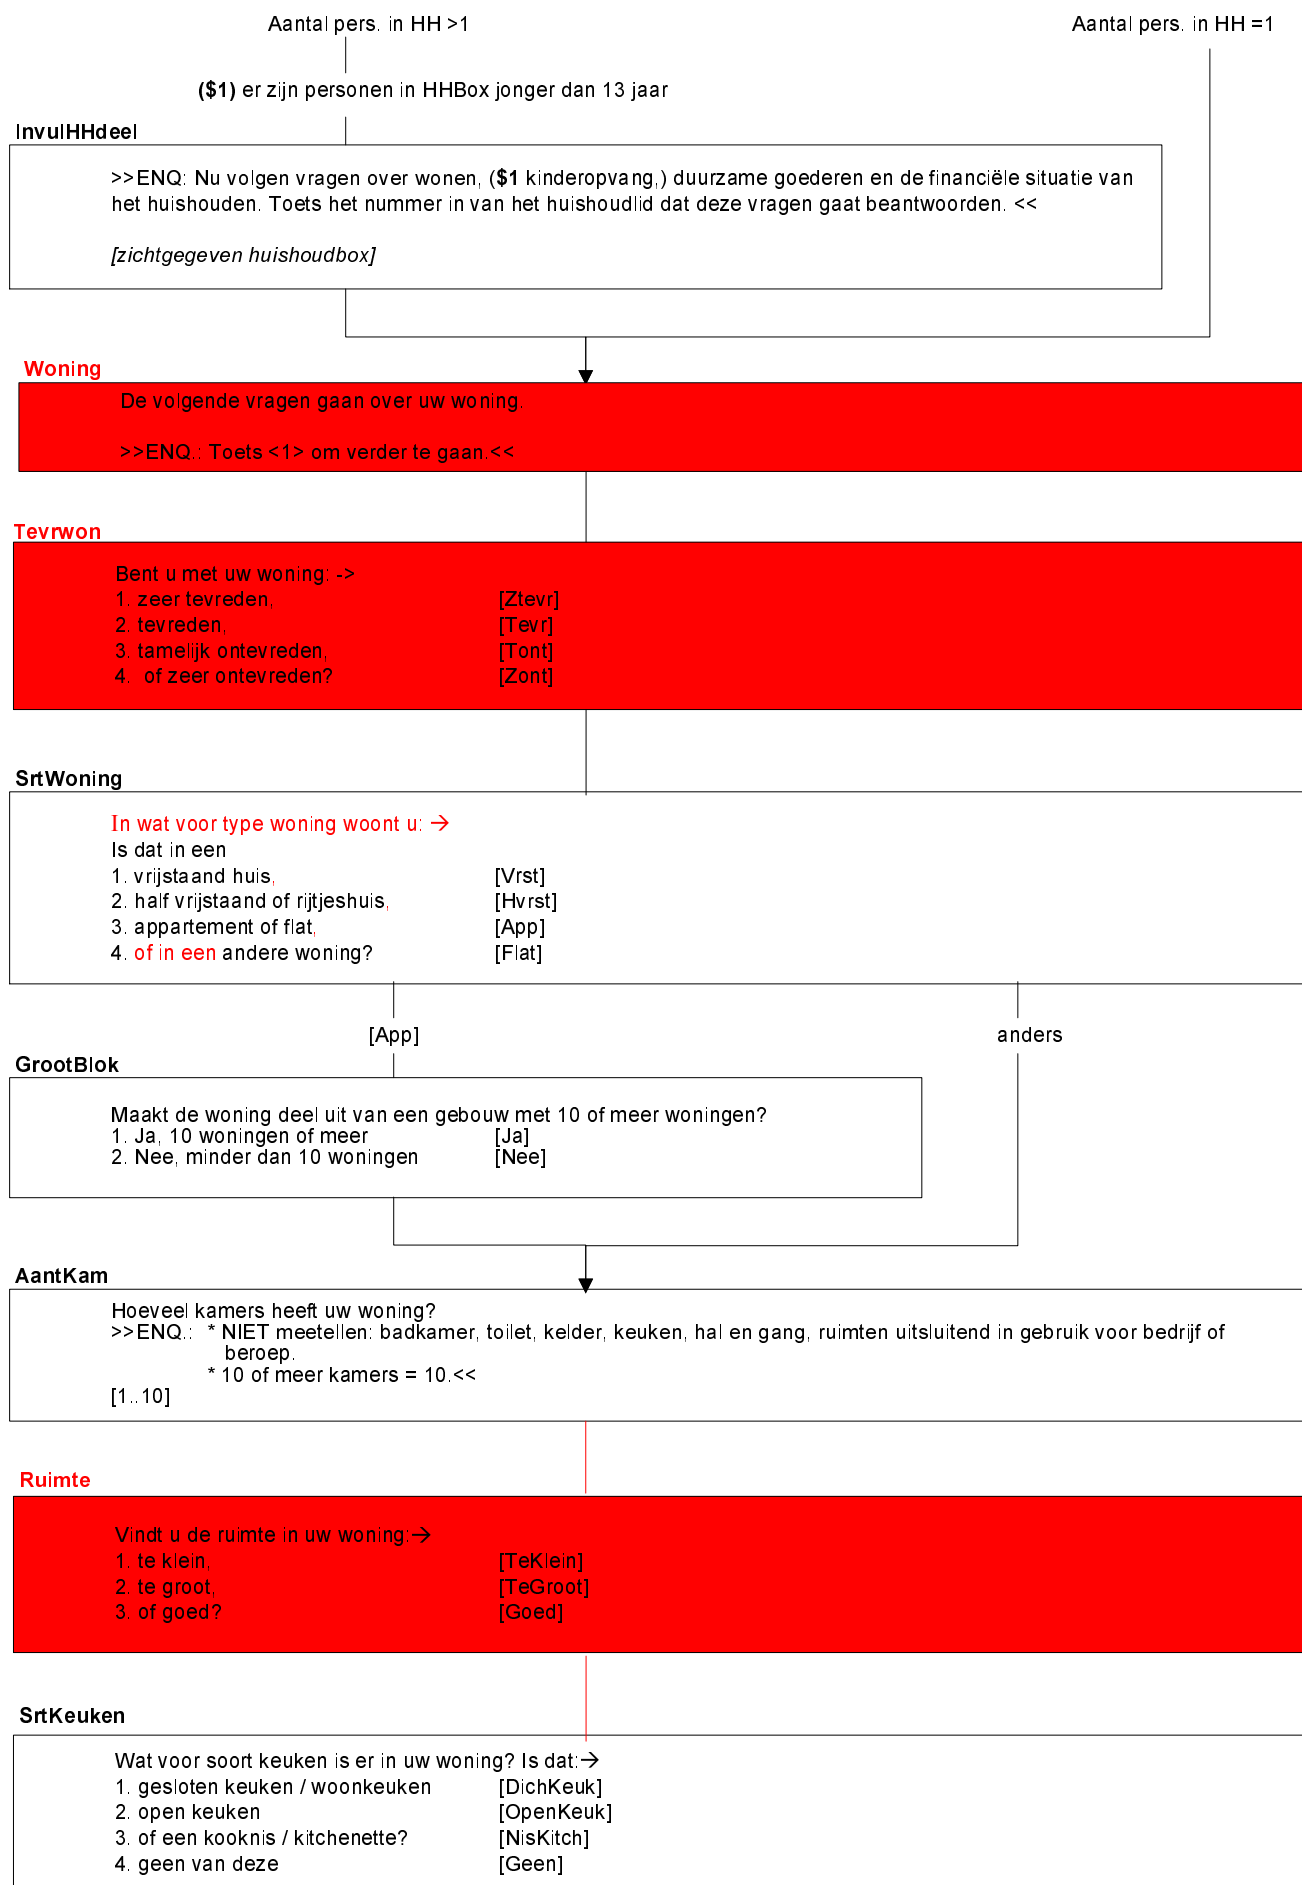 Aantal pers. in HH >1
Aantal pers. in HH =1
($1) er zijn personen in HHBox jonger dan 13 jaar
InvulHHdeel
>>ENQ: Nu volgen vragen over wonen, ($1 kinderopvang,) duurzame goederen en de financiële situatie van
het huishouden. Toets het nummer in van het huishoudlid dat deze vragen gaat beantwoorden. <<
[zichtgegeven huishoudbox]
Woning
De volgende vragen gaan over uw woning.
>>ENQ.: Toets <1> om verder te gaan.<<
Tevrwon
Bent u met uw woning: ->
1. zeer tevreden, [Ztevr]
2. tevreden, [Tevr]
3. tamelijk ontevreden, [Tont]
4. of zeer ontevreden? [Zont]
SrtWoning
In wat voor type woning woont u: →
Is dat in een
1. vrijstaand huis, [Vrst]
2. half vrijstaand of rijtjeshuis, [Hvrst]
3. appartement of flat, [App]
4. of in een andere woning? [Flat]
[App]
anders
GrootBlok
Maakt de woning deel uit van een gebouw met 10 of meer woningen?
1. Ja, 10 woningen of meer [Ja]
2. Nee, minder dan 10 woningen [Nee]
AantKam
Hoeveel kamers heeft uw woning?
>>ENQ.: * NIET meetellen: badkamer, toilet, kelder, keuken, hal en gang, ruimten uitsluitend in gebruik voor bedrijf of
beroep.
* 10 of meer kamers = 10.<<
[1..10]
Ruimte
Vindt u de ruimte in uw woning:→
1. te klein, [TeKlein]
2. te groot, [TeGroot]
3. of goed? [Goed]
SrtKeuken
Wat voor soort keuken is er in uw woning? Is dat:→
1. gesloten keuken / woonkeuken [DichKeuk]
2. open keuken [OpenKeuk]
3. of een kooknis / kitchenette? [NisKitch]
4. geen van deze [Geen]